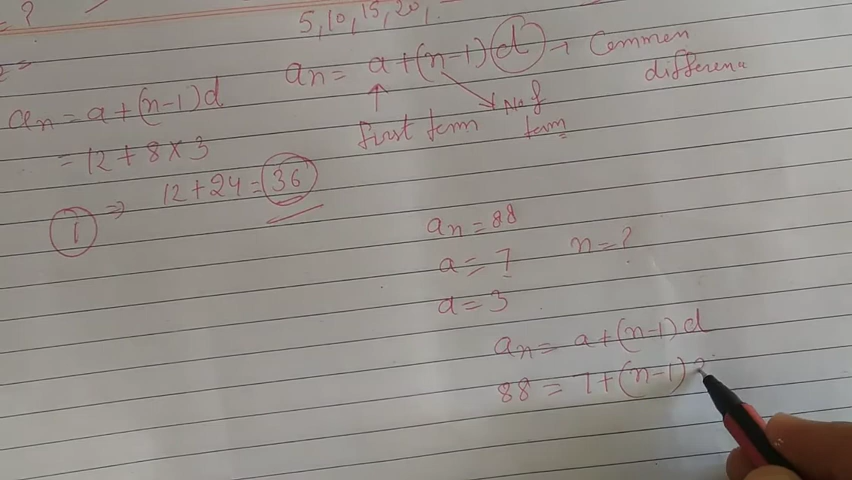 = ?
5, 10, 15, 20,
an = a + (n-1) d → Common
difference
↑ First term
No of
term
an = a + (n-1) d
= 12 + 8 × 3
① ⇒ 12 + 24 = 36
an = 88
a = 7 n = ?
a = 3
an = a + (n-1) d
88 = 7 + (n-1)